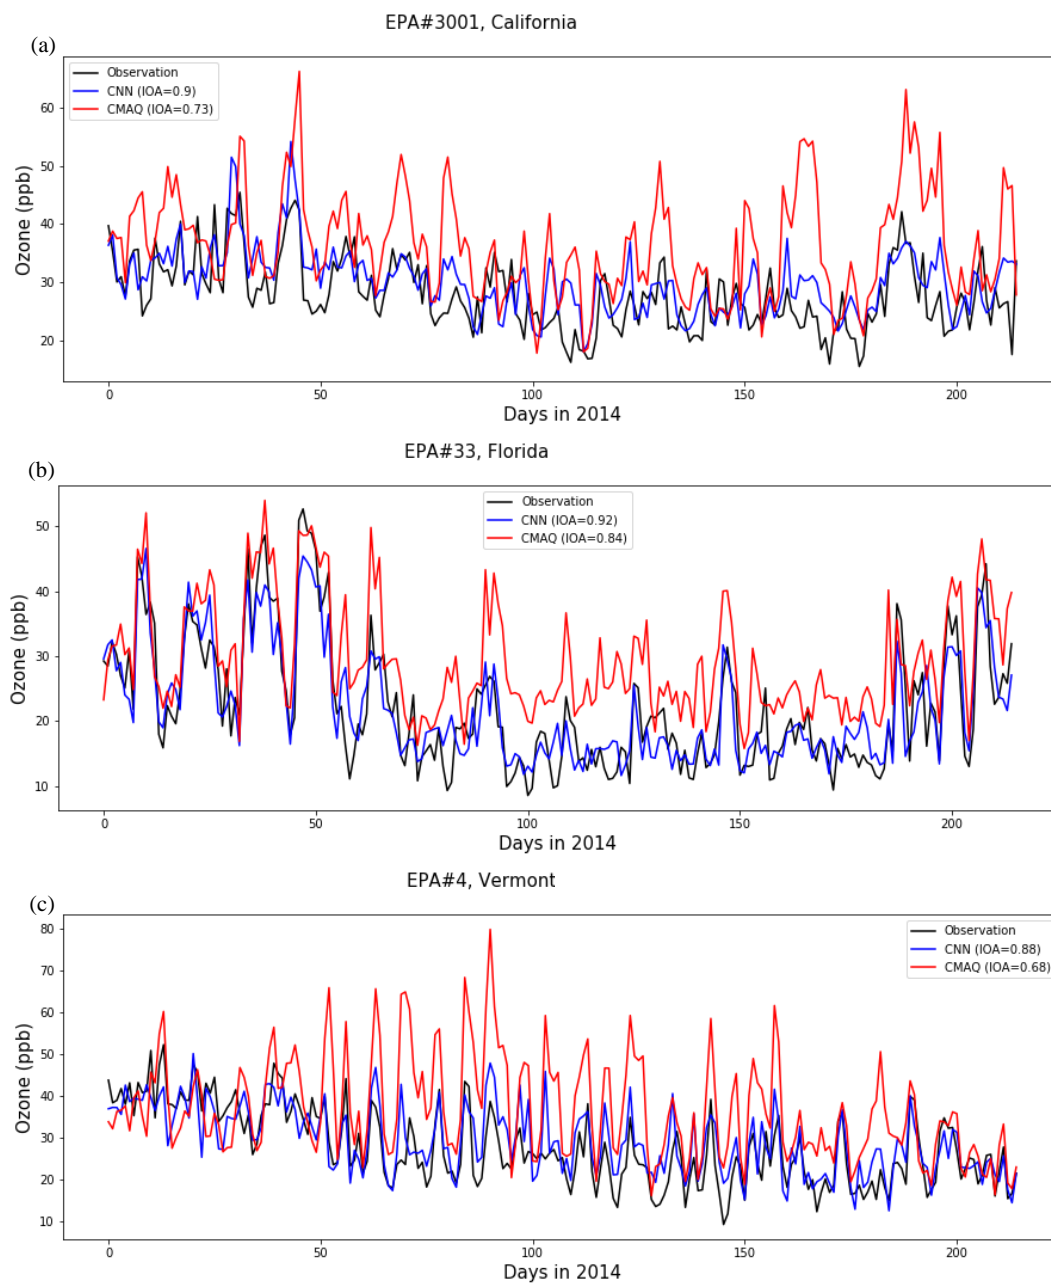 EPA#3001, California
(a)
Observation
CNN (IOA=0.9)
CMAQ (IOA=0.73)
Ozone (ppb)
60
50
40
30
20
0
50
100
150
200
Days in 2014
EPA#33, Florida
(b)
Observation
CNN (IOA=0.92)
CMAQ (IOA=0.84)
Ozone (ppb)
50
40
30
20
10
0
50
100
150
200
Days in 2014
EPA#4, Vermont
(c)
Observation
CNN (IOA=0.88)
CMAQ (IOA=0.68)
Ozone (ppb)
80
70
60
50
40
30
20
10
0
50
100
150
200
Days in 2014